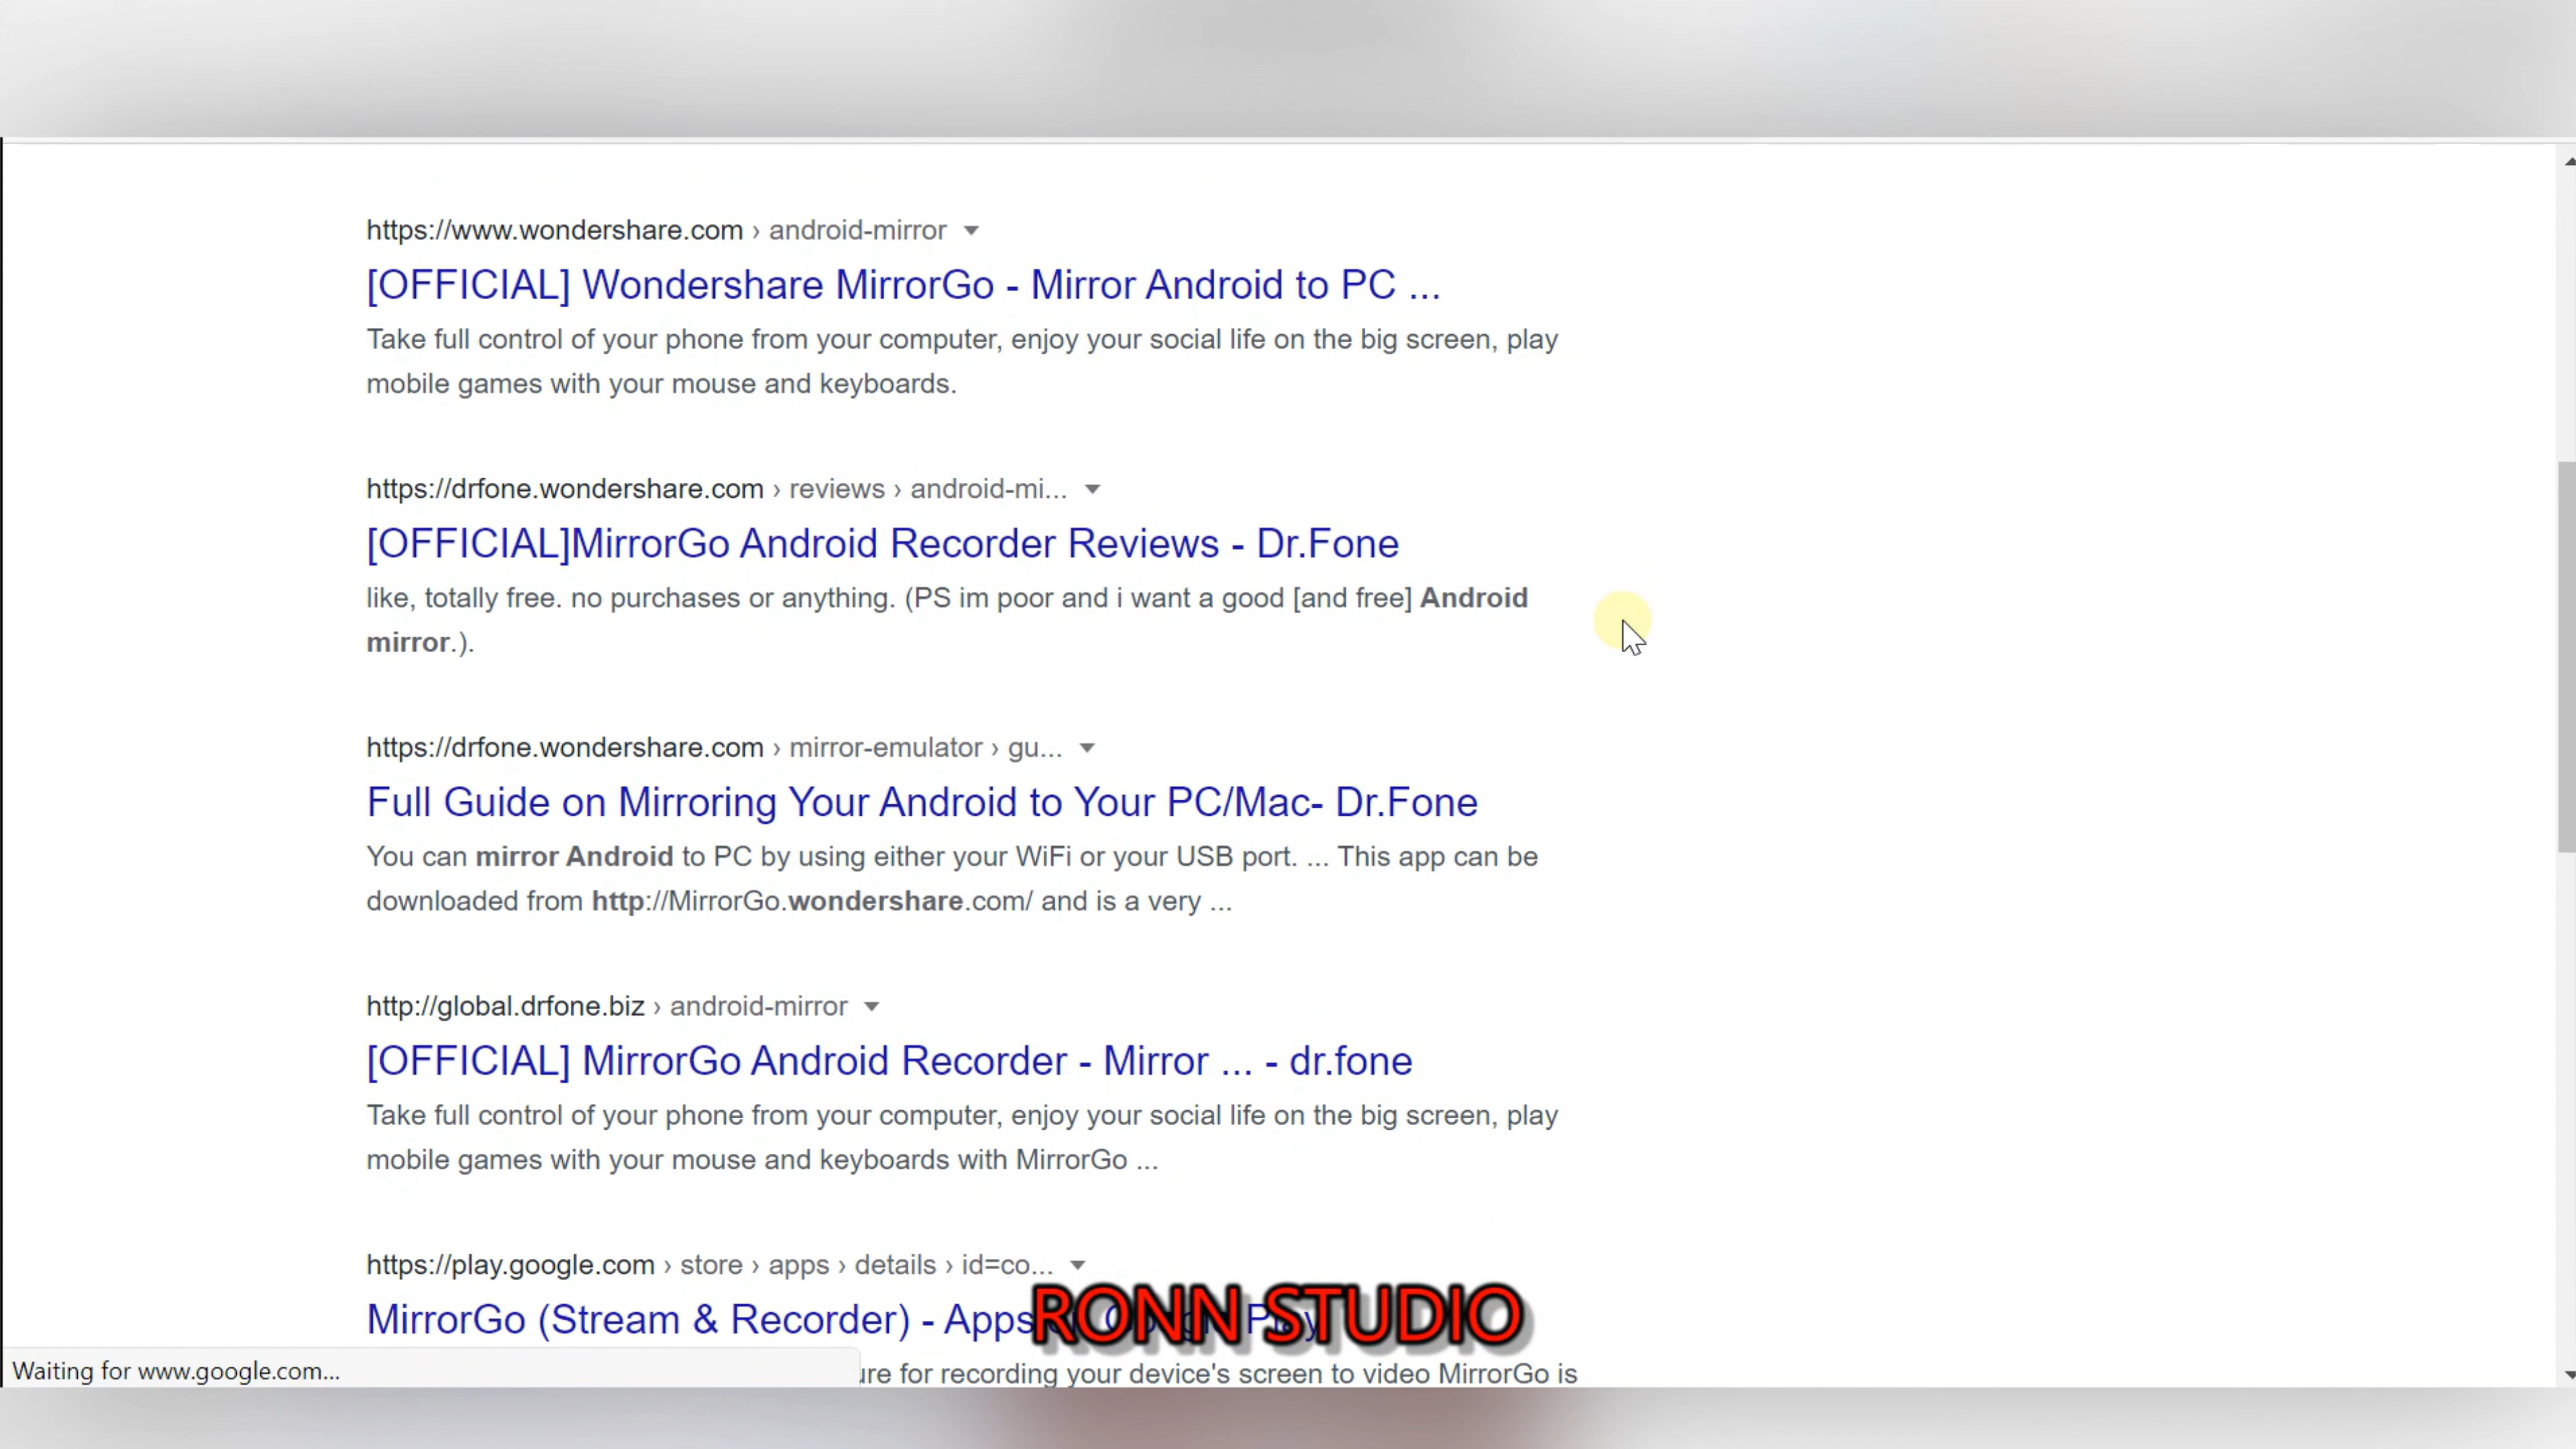 https://www.wondershare.com › android-mirror
[OFFICIAL] Wondershare MirrorGo - Mirror Android to PC ...
Take full control of your phone from your computer, enjoy your social life on the big screen, play
mobile games with your mouse and keyboards.
https://drfone.wondershare.com › reviews › android-mi...
[OFFICIAL]MirrorGo Android Recorder Reviews - Dr.Fone
like, totally free. no purchases or anything. (PS im poor and i want a good [and free] Android
mirror.).
https://drfone.wondershare.com › mirror-emulator › gu...
Full Guide on Mirroring Your Android to Your PC/Mac- Dr.Fone
You can mirror Android to PC by using either your WiFi or your USB port. ... This app can be
downloaded from http://MirrorGo.wondershare.com/ and is a very ...
http://global.drfone.biz › android-mirror
[OFFICIAL] MirrorGo Android Recorder - Mirror ... - dr.fone
Take full control of your phone from your computer, enjoy your social life on the big screen, play
mobile games with your mouse and keyboards with MirrorGo ...
https://play.google.com › store › apps › details › id=co...
MirrorGo (Stream & Recorder) - Apps Play
RONN STUDIO
Waiting for www.google.com...
for recording your device's screen to video MirrorGo is